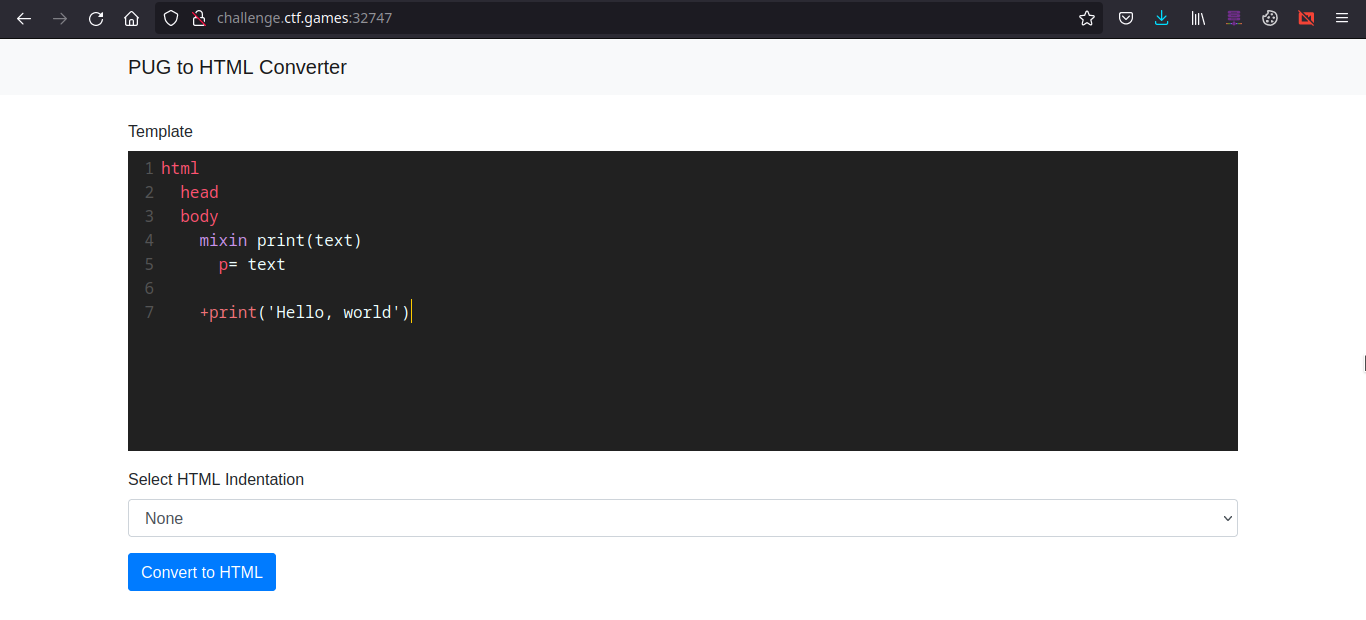 challenge.ctf.games:32747
PUG to HTML Converter
Template
1 html
2   head
3   body
4     mixin print(text)
5       p= text
6
7     +print('Hello, world')
Select HTML Indentation
None
Convert to HTML